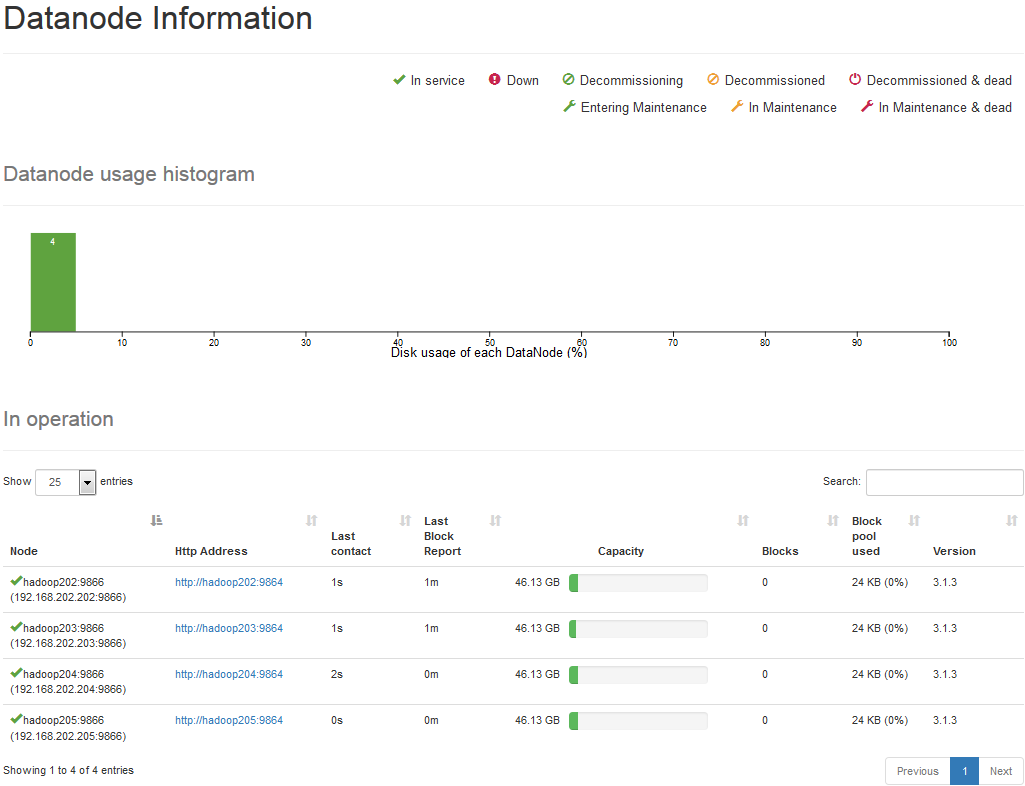 Datanode Information
In service Down Decommissioning Decommissioned Decommissioned & dead
Entering Maintenance In Maintenance In Maintenance & dead
Datanode usage histogram
4
0 10 20 30 40 50 60 70 80 90 100
Disk usage of each DataNode (%)
In operation
Show 25 entries Search:
Node Http Address Last contact Last Block Report Capacity Blocks Block pool used Version
hadoop202:9866 http://hadoop202:9864 1s 1m 46.13 GB 0 24 KB (0%) 3.1.3
(192.168.202.202:9866)
hadoop203:9866 http://hadoop203:9864 1s 1m 46.13 GB 0 24 KB (0%) 3.1.3
(192.168.202.203:9866)
hadoop204:9866 http://hadoop204:9864 2s 0m 46.13 GB 0 24 KB (0%) 3.1.3
(192.168.202.204:9866)
hadoop205:9866 http://hadoop205:9864 0s 0m 46.13 GB 0 24 KB (0%) 3.1.3
(192.168.202.205:9866)
Showing 1 to 4 of 4 entries Previous 1 Next